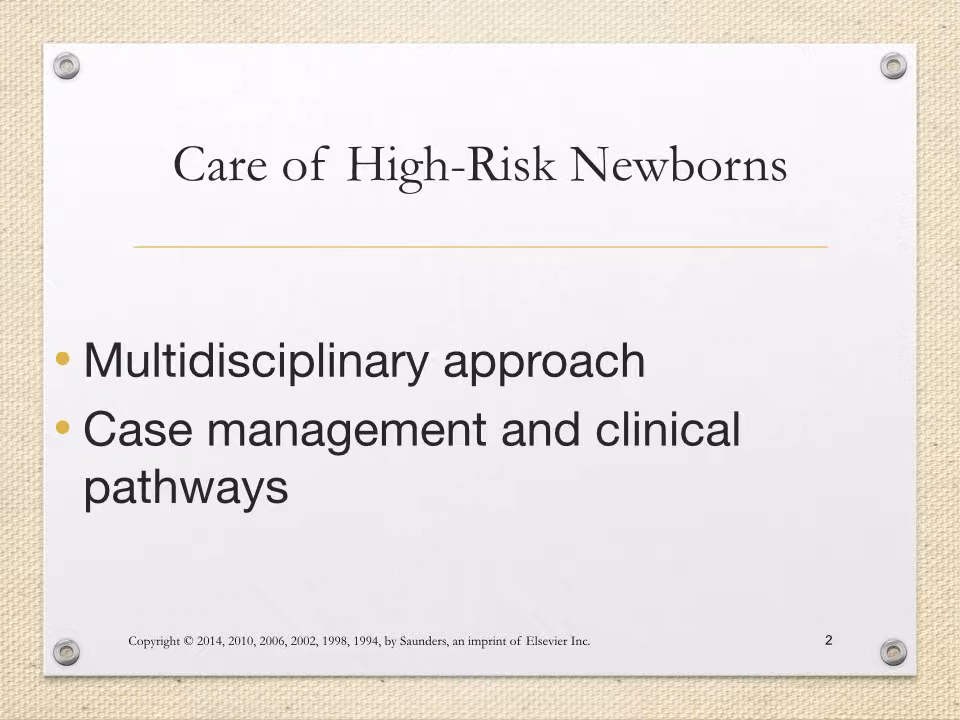 Care of High-Risk Newborns
• Multidisciplinary approach
• Case management and clinical
pathways
Copyright © 2014, 2010, 2006, 2002, 1998, 1994, by Saunders, an imprint of Elsevier Inc.
2